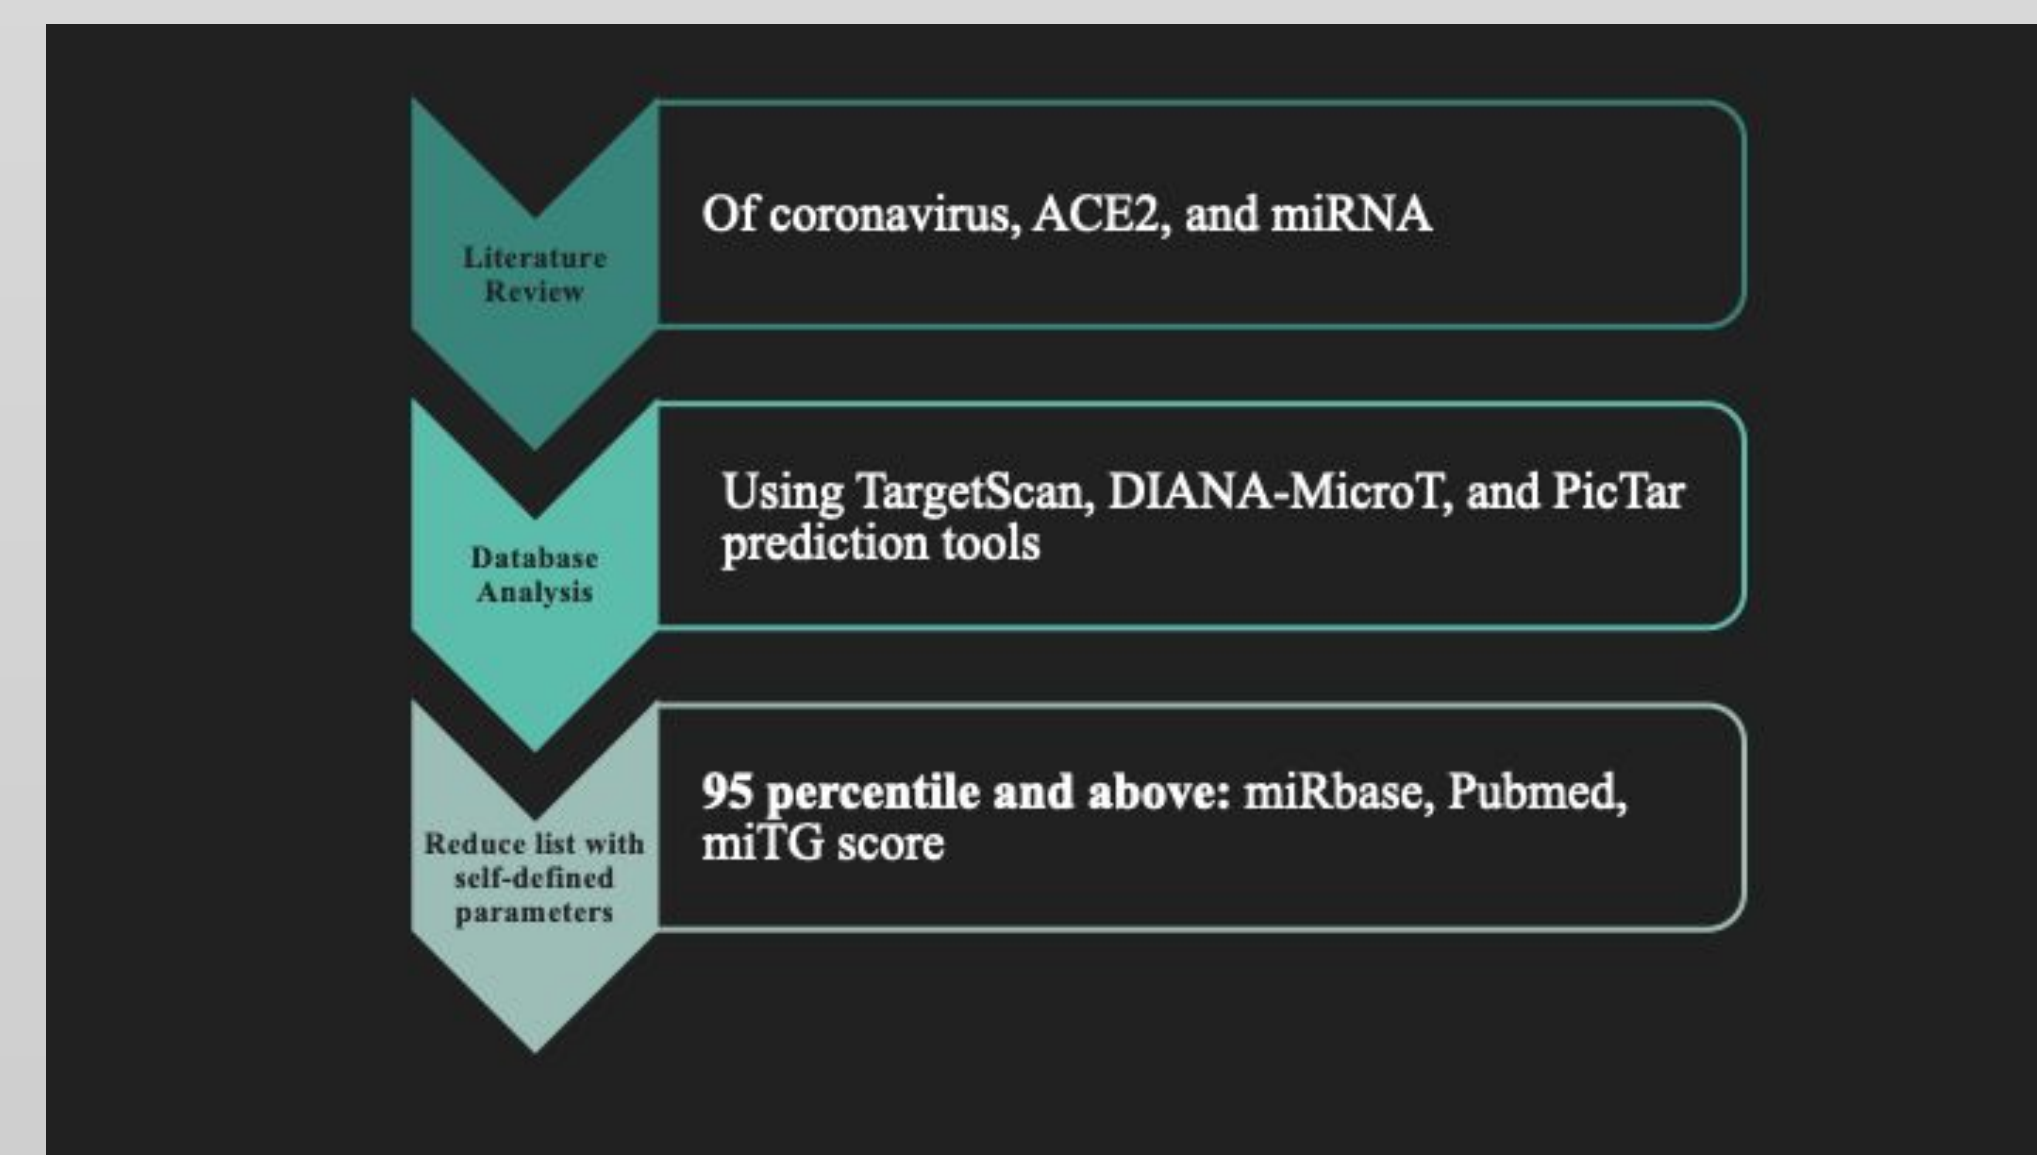 Literature
Review
Of coronavirus, ACE2, and miRNA
Database
Analysis
Using TargetScan, DIANA-MicroT, and PicTar
prediction tools
Reduce list with
self-defined
parameters
95 percentile and above: miRbase, Pubmed,
miTG score